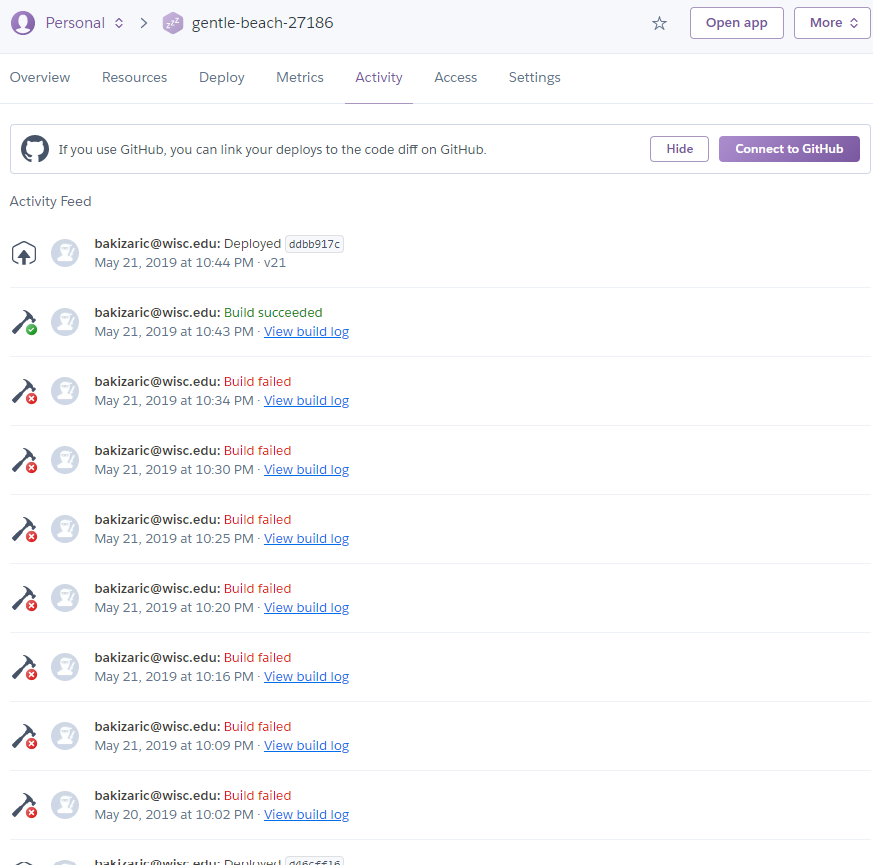 Personal gentle-beach-27186 Open app More
Overview Resources Deploy Metrics Activity Access Settings
If you use GitHub, you can link your deploys to the code diff on GitHub. Hide Connect to GitHub
Activity Feed
bakizaric@wisc.edu: Deployed ddbb917c
May 21, 2019 at 10:44 PM · v21
bakizaric@wisc.edu: Build succeeded
May 21, 2019 at 10:43 PM · View build log
bakizaric@wisc.edu: Build failed
May 21, 2019 at 10:34 PM · View build log
bakizaric@wisc.edu: Build failed
May 21, 2019 at 10:30 PM · View build log
bakizaric@wisc.edu: Build failed
May 21, 2019 at 10:25 PM · View build log
bakizaric@wisc.edu: Build failed
May 21, 2019 at 10:20 PM · View build log
bakizaric@wisc.edu: Build failed
May 21, 2019 at 10:16 PM · View build log
bakizaric@wisc.edu: Build failed
May 21, 2019 at 10:09 PM · View build log
bakizaric@wisc.edu: Build failed
May 20, 2019 at 10:02 PM · View build log
bakizaric@wisc.edu: Deployed